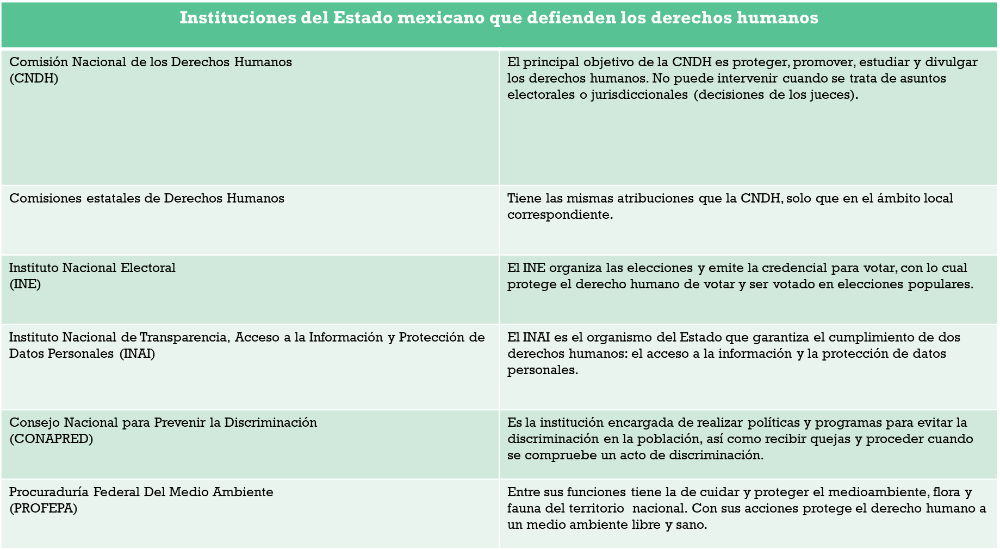 Instituciones del Estado mexicano que defienden los derechos humanos
Comisión Nacional de los Derechos Humanos
(CNDH)
El principal objetivo de la CNDH es proteger, promover, estudiar y divulgar
los derechos humanos. No puede intervenir cuando se trata de asuntos
electorales o jurisdiccionales (decisiones de los jueces).
Comisiones estatales de Derechos Humanos
Tiene las mismas atribuciones que la CNDH, solo que en el ámbito local
correspondiente.
Instituto Nacional Electoral
(INE)
El INE organiza las elecciones y emite la credencial para votar, con lo cual
protege el derecho humano de votar y ser votado en elecciones populares.
Instituto Nacional de Transparencia, Acceso a la Información y Protección de
Datos Personales (INAI)
El INAI es el organismo del Estado que garantiza el cumplimiento de dos
derechos humanos: el acceso a la información y la protección de datos
personales.
Consejo Nacional para Prevenir la Discriminación
(CONAPRED)
Es la institución encargada de realizar políticas y programas para evitar la
discriminación en la población, así como recibir quejas y proceder cuando
se compruebe un acto de discriminación.
Procuraduría Federal Del Medio Ambiente
(PROFEPA)
Entre sus funciones tiene la de cuidar y proteger el medioambiente, flora y
fauna del territorio  nacional. Con sus acciones protege el derecho humano a
un medio ambiente libre y sano.